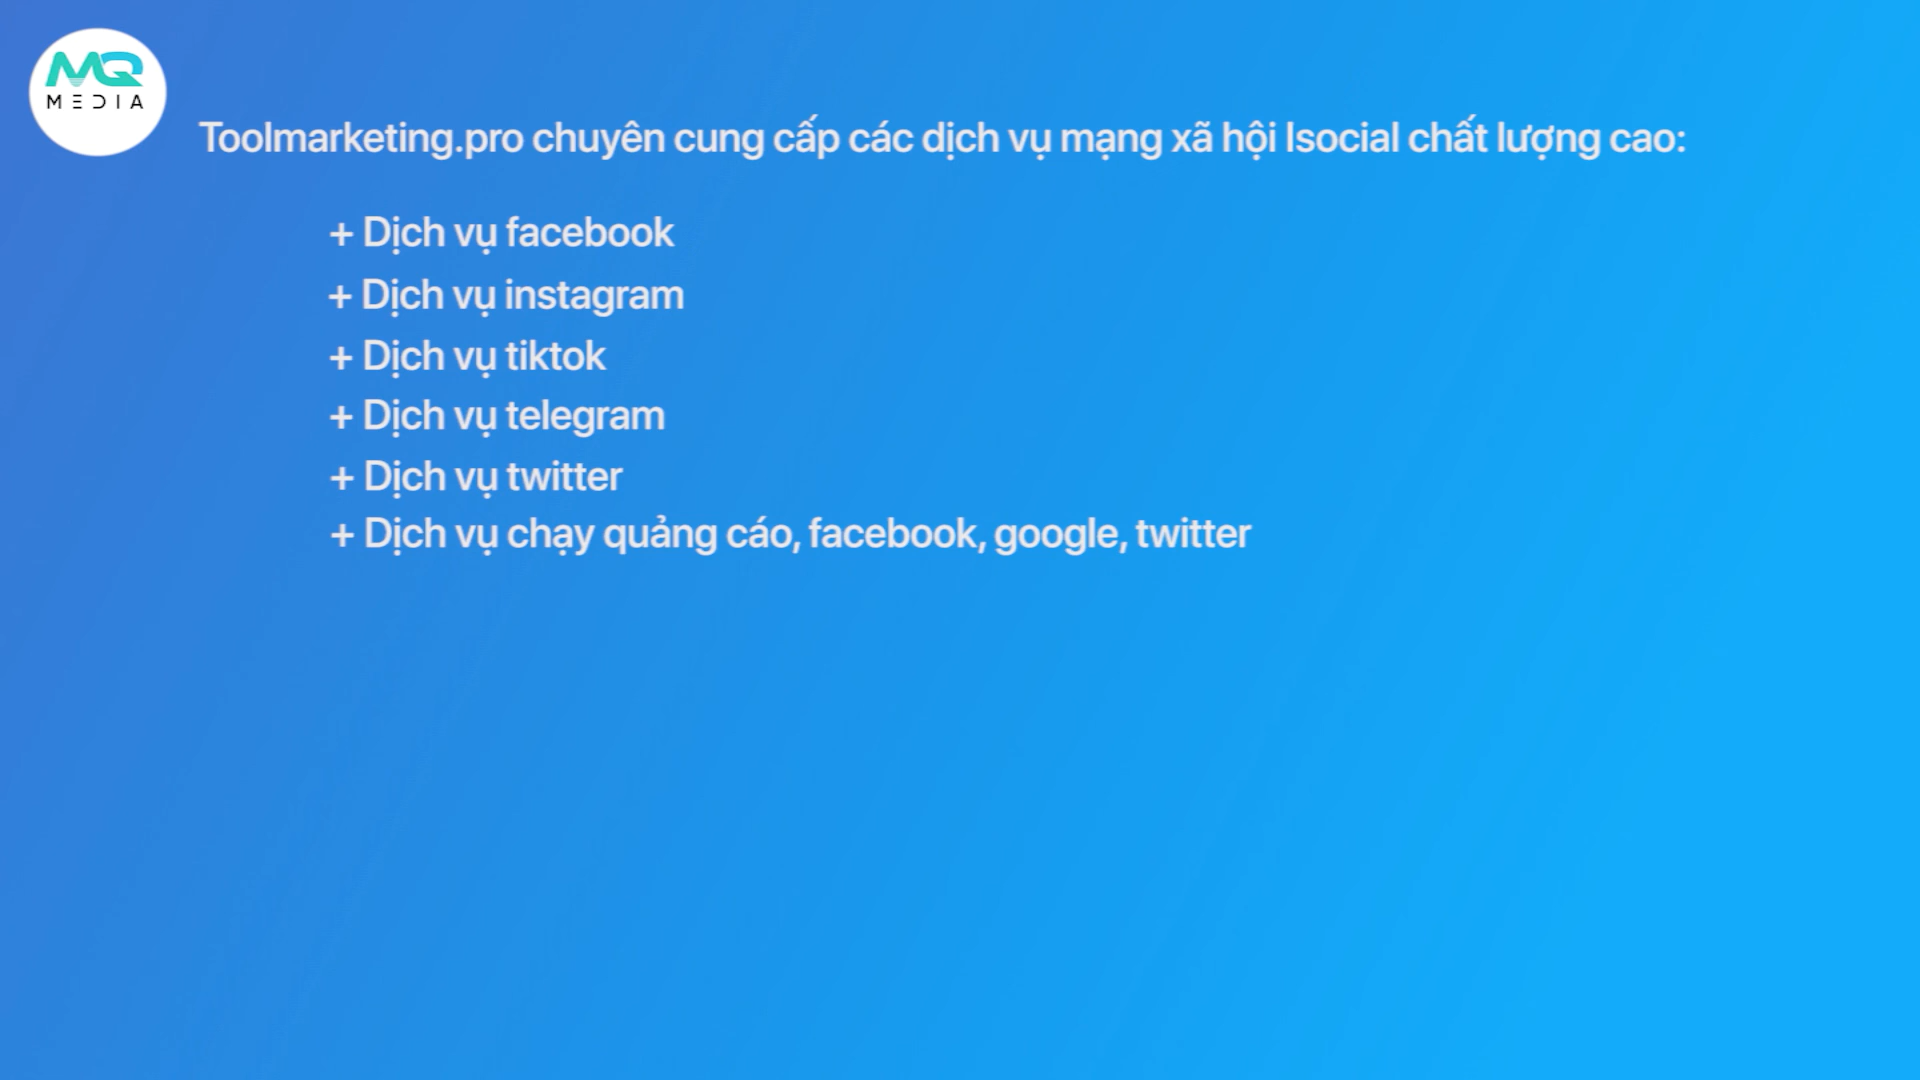 MQ
MEDIA
Toolmarketing.pro chuyên cung cấp các dịch vụ mạng xã hội Isocial chất lượng cao:
+ Dịch vụ facebook
+ Dịch vụ instagram
+ Dịch vụ tiktok
+ Dịch vụ telegram
+ Dịch vụ twitter
+ Dịch vụ chạy quảng cáo, facebook, google, twitter